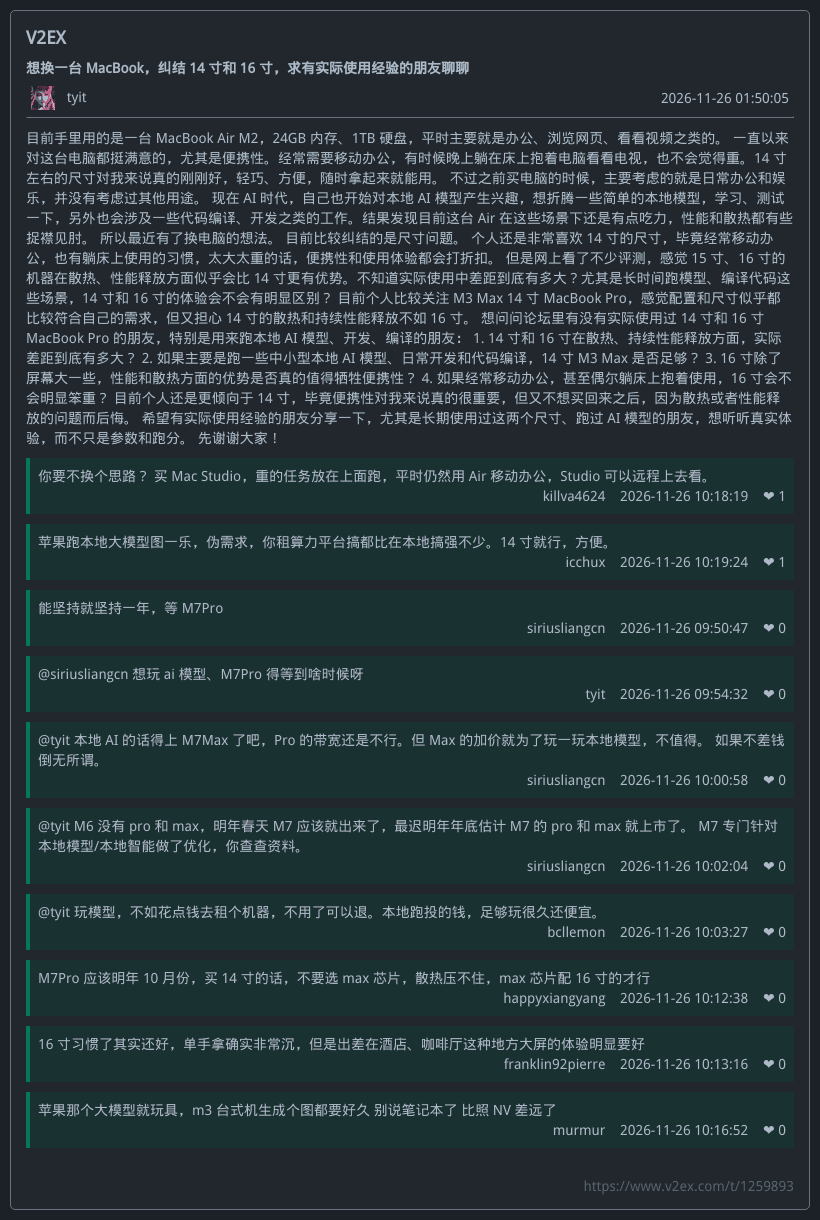 V2EX
想换一台 MacBook，纠结 14 寸和 16 寸，求有实际使用经验的朋友聊聊
tyit 2026-11-26 01:50:05
目前手里用的是一台 MacBook Air M2，24GB 内存、1TB 硬盘，平时主要就是办公、浏览网页、看看视频之类的。 一直以来
对这台电脑都挺满意的，尤其是便携性。经常需要移动办公，有时候晚上躺在床上抱着电脑看看电视，也不会觉得重。14 寸
左右的尺寸对我来说真的刚刚好，轻巧、方便，随时拿起来就能用。 不过之前买电脑的时候，主要考虑的就是日常办公和娱
乐，并没有考虑过其他用途。 现在 AI 时代，自己也开始对本地 AI 模型产生兴趣，想折腾一些简单的本地模型，学习、测试
一下，另外也会涉及一些代码编译、开发之类的工作。结果发现目前这台 Air 在这些场景下还是有点吃力，性能和散热都有些
捉襟见肘。 所以最近有了换电脑的想法。 目前比较纠结的是尺寸问题。 个人还是非常喜欢 14 寸的尺寸，毕竟经常移动办
公，也有躺床上使用的习惯，太大太重的话，便携性和使用体验都会打折扣。 但是网上看了不少评测，感觉 15 寸、16 寸的
机器在散热、性能释放方面似乎会比 14 寸更有优势。不知道实际使用中差距到底有多大？尤其是长时间跑模型、编译代码这
些场景，14 寸和 16 寸的体验会不会有明显区别？ 目前个人比较关注 M3 Max 14 寸 MacBook Pro，感觉配置和尺寸似乎都
比较符合自己的需求，但又担心 14 寸的散热和持续性能释放不如 16 寸。 想问问论坛里有没有实际使用过 14 寸和 16 寸
MacBook Pro 的朋友，特别是用来跑本地 AI 模型、开发、编译的朋友： 1. 14 寸和 16 寸在散热、持续性能释放方面，实际
差距到底有多大？ 2. 如果主要是跑一些中小型本地 AI 模型、日常开发和代码编译，14 寸 M3 Max 是否足够？ 3. 16 寸除了
屏幕大一些，性能和散热方面的优势是否真的值得牺牲便携性？ 4. 如果经常移动办公，甚至偶尔躺床上抱着使用，16 寸会不
会明显笨重？ 目前个人还是更倾向于 14 寸，毕竟便携性对我来说真的很重要，但又不想买回来之后，因为散热或者性能释
放的问题而后悔。 希望有实际使用经验的朋友分享一下，尤其是长期使用过这两个尺寸、跑过 AI 模型的朋友，想听听真实体
验，而不只是参数和跑分。 先谢谢大家！
你要不换个思路？ 买 Mac Studio，重的任务放在上面跑，平时仍然用 Air 移动办公，Studio 可以远程上去看。
killva4624 2026-11-26 10:18:19 ❤ 1
苹果跑本地大模型图一乐，伪需求，你租算力平台搞都比在本地搞强不少。14 寸就行，方便。
icchux 2026-11-26 10:19:24 ❤ 1
能坚持就坚持一年，等 M7Pro
siriusliangcn 2026-11-26 09:50:47 ❤ 0
@siriusliangcn 想玩 ai 模型、M7Pro 得等到啥时候呀
tyit 2026-11-26 09:54:32 ❤ 0
@tyit 本地 AI 的话得上 M7Max 了吧，Pro 的带宽还是不行。但 Max 的加价就为了玩一玩本地模型，不值得。 如果不差钱
倒无所谓。
siriusliangcn 2026-11-26 10:00:58 ❤ 0
@tyit M6 没有 pro 和 max，明年春天 M7 应该就出来了，最迟明年年底估计 M7 的 pro 和 max 就上市了。 M7 专门针对
本地模型/本地智能做了优化，你查查资料。
siriusliangcn 2026-11-26 10:02:04 ❤ 0
@tyit 玩模型，不如花点钱去租个机器，不用了可以退。本地跑投的钱，足够玩很久还便宜。
bcllemon 2026-11-26 10:03:27 ❤ 0
M7Pro 应该明年 10 月份，买 14 寸的话，不要选 max 芯片，散热压不住，max 芯片配 16 寸的才行
happyxiangyang 2026-11-26 10:12:38 ❤ 0
16 寸习惯了其实还好，单手拿确实非常沉，但是出差在酒店、咖啡厅这种地方大屏的体验明显要好
franklin92pierre 2026-11-26 10:13:16 ❤ 0
苹果那个大模型就玩具，m3 台式机生成个图都要好久 别说笔记本了 比照 NV 差远了
murmur 2026-11-26 10:16:52 ❤ 0
https://www.v2ex.com/t/1259893